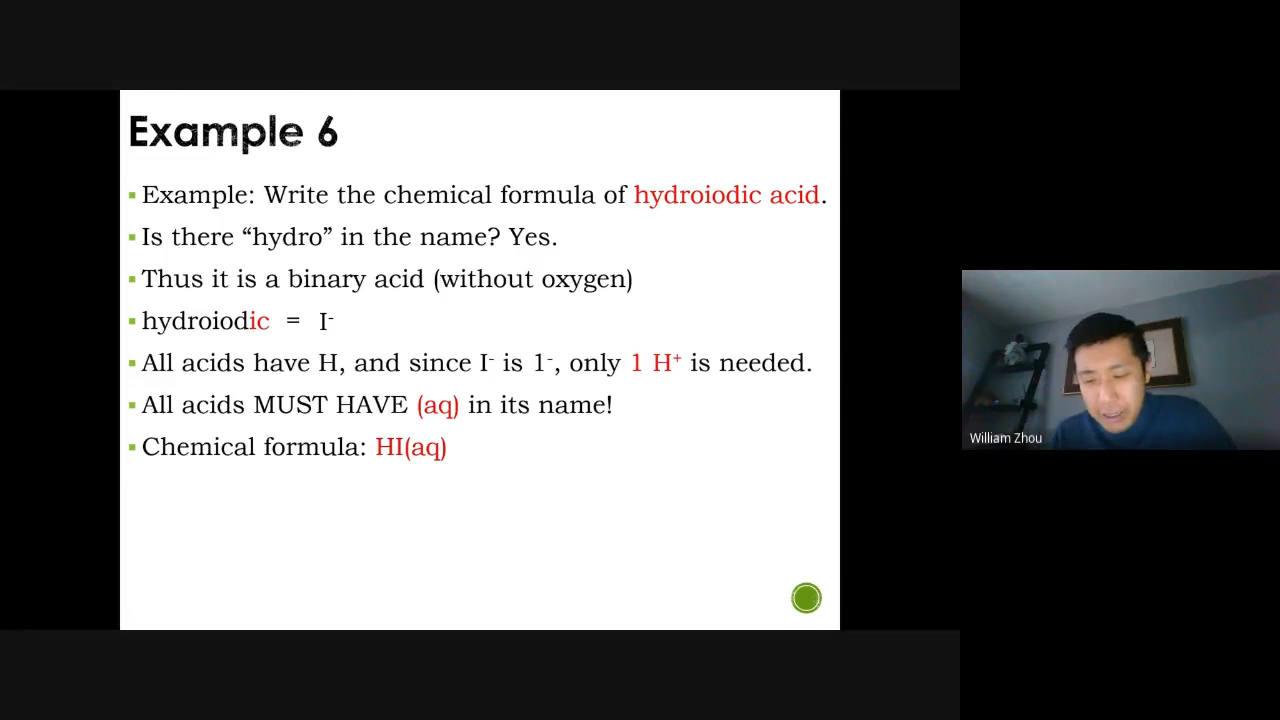 Example 6
▪ Example: Write the chemical formula of hydroiodic acid.
▪ Is there “hydro” in the name? Yes.
▪ Thus it is a binary acid (without oxygen)
▪ hydroiodic = I⁻
▪ All acids have H, and since I⁻ is 1⁻, only 1 H⁺ is needed.
▪ All acids MUST HAVE (aq) in its name!
▪ Chemical formula: HI(aq)
William Zhou